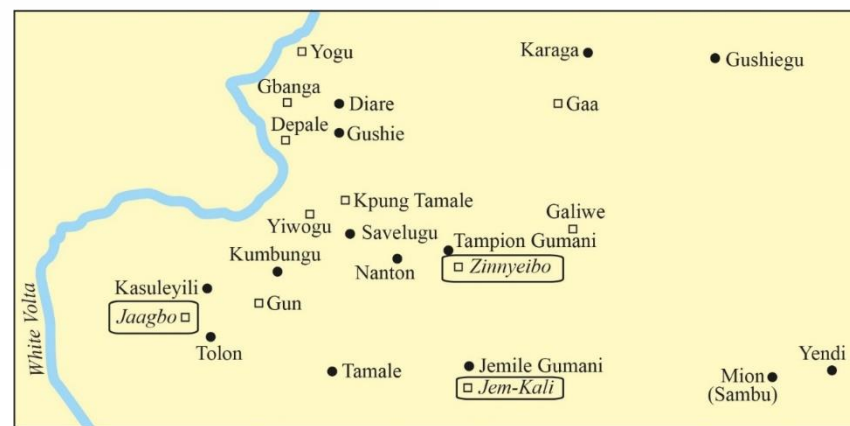 Yogu
Karaga
Gushiegu
Gbanga
Diare
Gaa
Depale
Gushie
Kpung Tamale
Yiwogu
Galiwe
Savelugu
Tampion Gumani
Kumbungu
Nanton
Zinnyeibo
Kasuleyili
Gun
Jaagbo
White Volta
Tolon
Tamale
Jemile Gumani
Jem-Kali
Yendi
Mion
(Sambu)